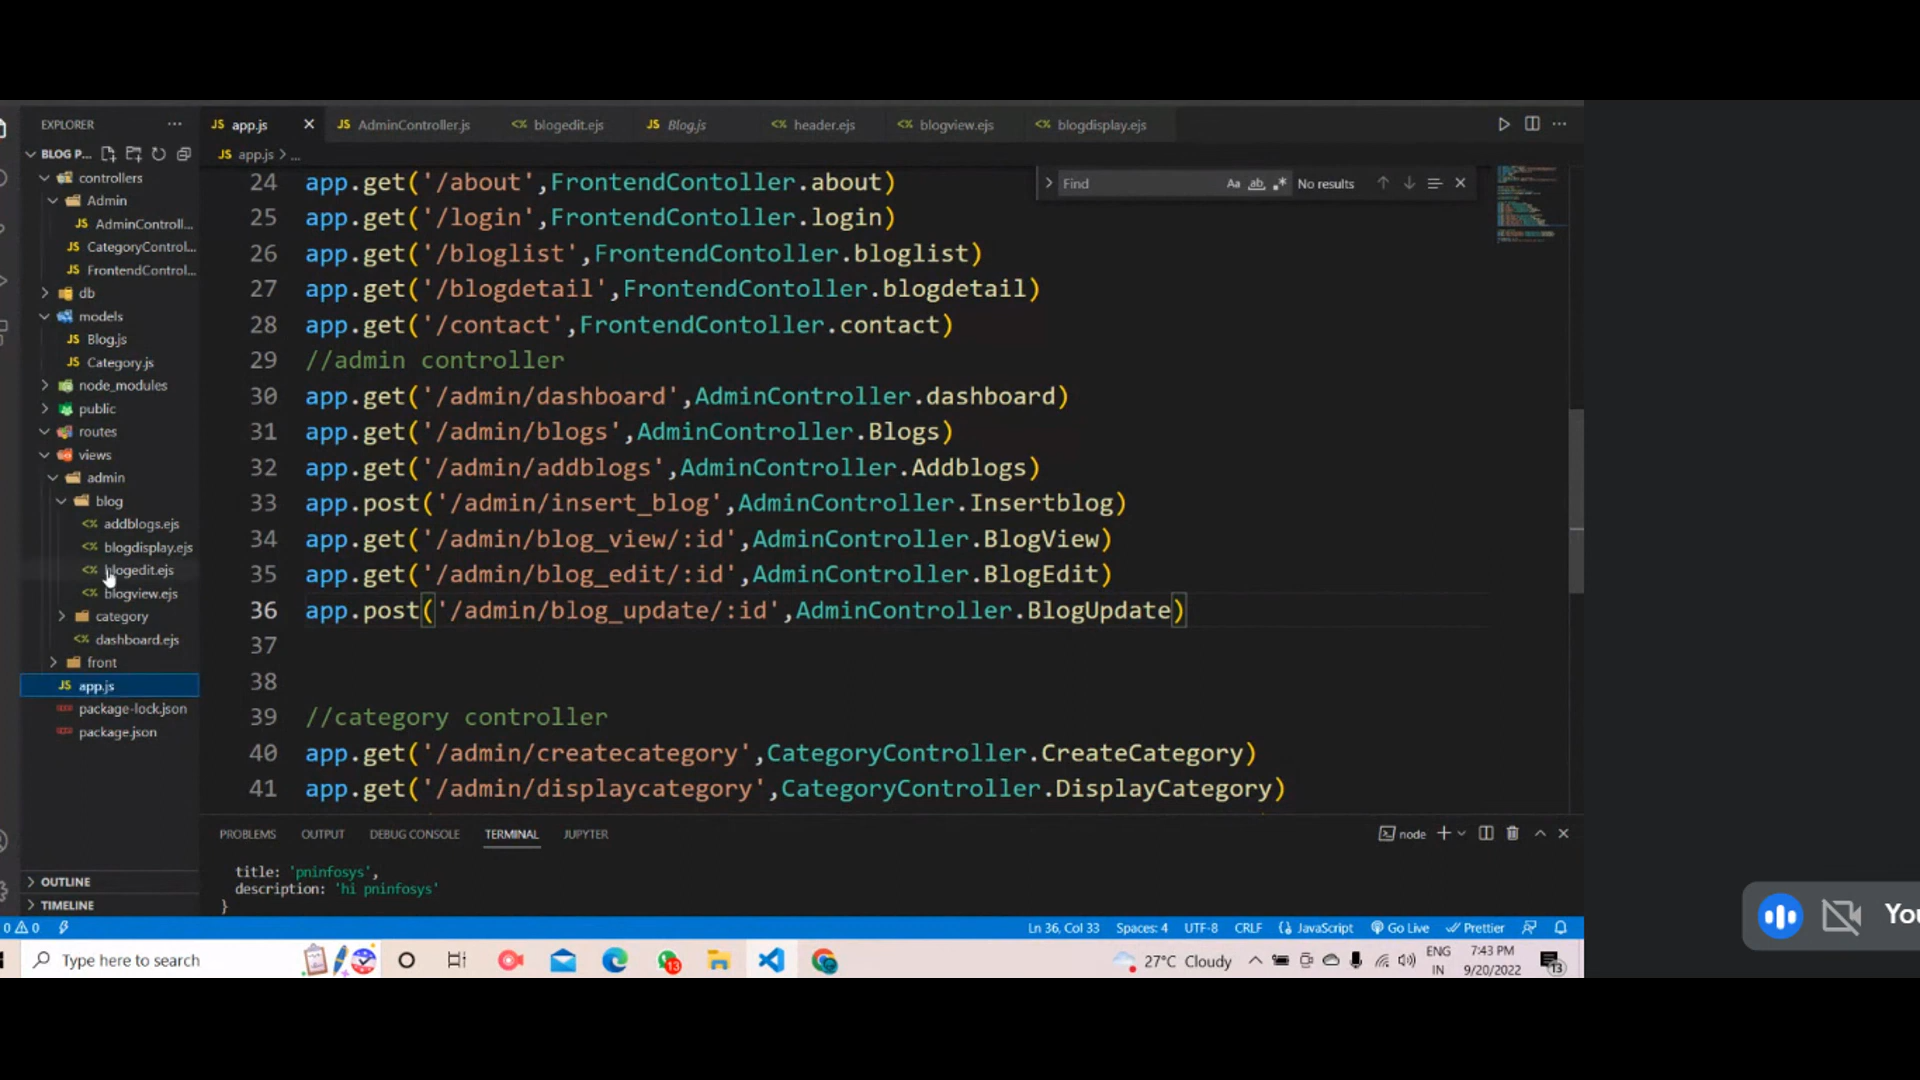 EXPLORER
BLOG P...
controllers
Admin
AdminControll...
CategoryControl...
FrontendControl...
db
models
Blog.js
Category.js
node_modules
public
routes
views
admin
blog
addblogs.ejs
blogdisplay.ejs
blogedit.ejs
blogview.ejs
category
dashboard.ejs
front
app.js
package-lock.json
package.json
OUTLINE
TIMELINE
app.js
AdminController.js
blogedit.ejs
Blog.js
header.ejs
blogview.ejs
blogdisplay.ejs
app.js > ...
Find
No results
24 app.get('/about',FrontendContoller.about)
25 app.get('/login',FrontendContoller.login)
26 app.get('/bloglist',FrontendContoller.bloglist)
27 app.get('/blogdetail',FrontendContoller.blogdetail)
28 app.get('/contact',FrontendContoller.contact)
29 //admin controller
30 app.get('/admin/dashboard',AdminController.dashboard)
31 app.get('/admin/blogs',AdminController.Blogs)
32 app.get('/admin/addblogs',AdminController.Addblogs)
33 app.post('/admin/insert_blog',AdminController.Insertblog)
34 app.get('/admin/blog_view/:id',AdminController.BlogView)
35 app.get('/admin/blog_edit/:id',AdminController.BlogEdit)
36 app.post('/admin/blog_update/:id',AdminController.BlogUpdate)
37
38
39 //category controller
40 app.get('/admin/createcategory',CategoryController.CreateCategory)
41 app.get('/admin/displaycategory',CategoryController.DisplayCategory)
PROBLEMS OUTPUT DEBUG CONSOLE TERMINAL JUPYTER
node
title: 'pninfosys',
description: 'hi pninfosys'
}
0 0
Ln 36, Col 33 Spaces: 4 UTF-8 CRLF JavaScript Go Live Prettier
Type here to search
13
27°C Cloudy
ENG
IN
7:43 PM
9/20/2022
13
You